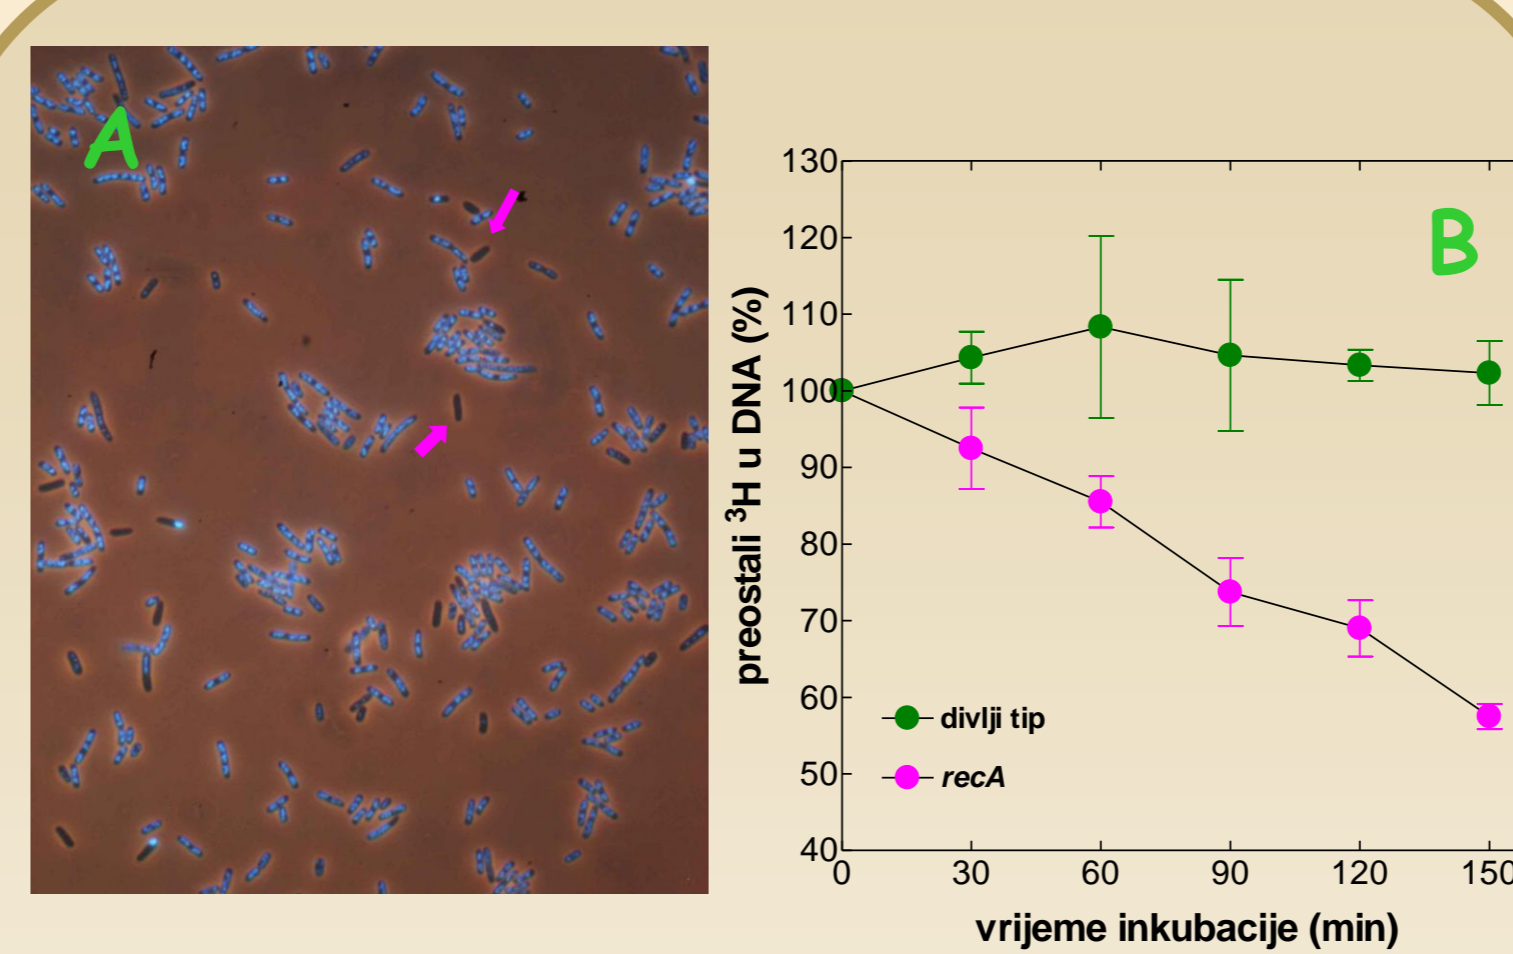 A
B
130
120
110
100
90
80
70
60
50
40
preostali ³H u DNA (%)
divlji tip
recA
0 30 60 90 120 150
vrijeme inkubacije (min)